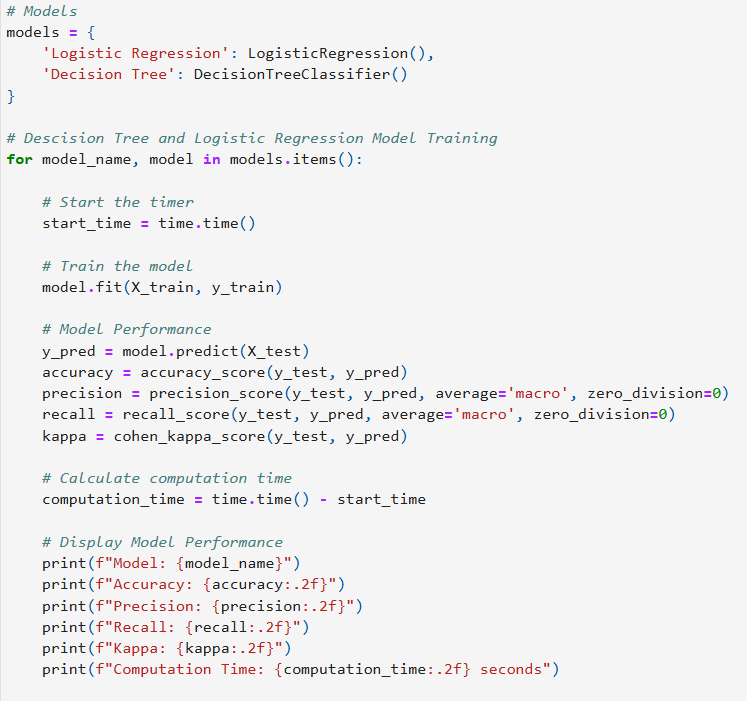 # Models
models = {
    'Logistic Regression': LogisticRegression(),
    'Decision Tree': DecisionTreeClassifier()
}
# Descision Tree and Logistic Regression Model Training
for model_name, model in models.items():
    # Start the timer
    start_time = time.time()
    # Train the model
    model.fit(X_train, y_train)
    # Model Performance
    y_pred = model.predict(X_test)
    accuracy = accuracy_score(y_test, y_pred)
    precision = precision_score(y_test, y_pred, average='macro', zero_division=0)
    recall = recall_score(y_test, y_pred, average='macro', zero_division=0)
    kappa = cohen_kappa_score(y_test, y_pred)
    # Calculate computation time
    computation_time = time.time() - start_time
    # Display Model Performance
    print(f"Model: {model_name}")
    print(f"Accuracy: {accuracy:.2f}")
    print(f"Precision: {precision:.2f}")
    print(f"Recall: {recall:.2f}")
    print(f"Kappa: {kappa:.2f}")
    print(f"Computation Time: {computation_time:.2f} seconds")